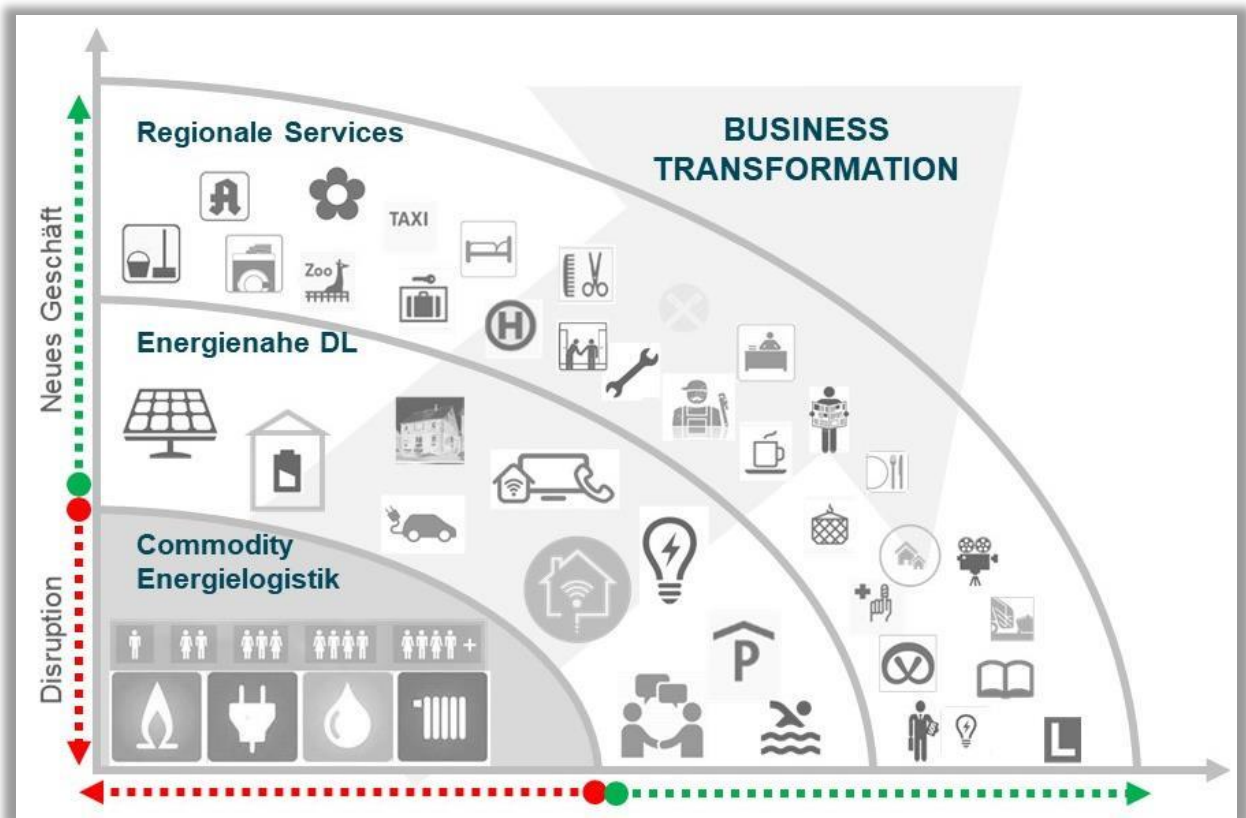 BUSINESS
TRANSFORMATION
Regionale Services
A
TAXI
Zoo
H
Neues Geschäft
Energienahe DL
Commodity
Energielogistik
Disruption
+
P
L